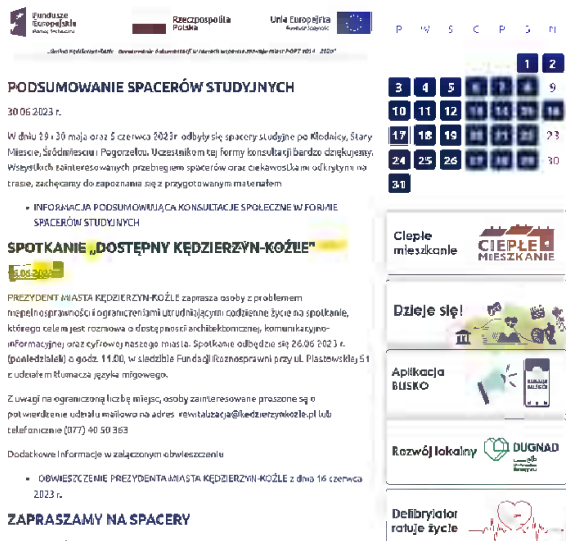 Fundusze
Europejskie
Pomoc Techniczna
Rzeczpospolita
Polska
Unia Europejska
Fundusz Spójności
PODSUMOWANIE SPACERÓW STUDYJNYCH
30.06.2023 r.
W dniu 29 i 30 maja oraz 5 czerwca 2023r. odbyły się spacery studyjne po Kłodnicy, Stary
Mieście, Śródmieściu i Pogorzelcu. Uczestnikom tej formy konsultacji bardzo dziękujemy.
Wszystkich zainteresowanych przebiegiem spacerów oraz ciekawostkami odkrytymi na
trasie, zachęcamy do zapoznania się z przygotowanym materiałem
INFORMACJA PODSUMOWUJĄCA KONSULTACJE SPOŁECZNE W FORMIE
SPACERÓW STUDYJNYCH
SPOTKANIE „DOSTĘPNY KĘDZIERZYN-KOŹLE"
PREZYDENT MIASTA KĘDZIERZYN-KOŹLE zaprasza osoby z problemem
niepełnosprawności i ograniczeniami utrudniającymi codzienne życie na spotkanie,
którego celem jest rozmowa o dostępności architektonicznej, komunikacyjno-
informacyjnej oraz cyfrowej naszego miasta. Spotkanie odbędzie się 26.06 2023 r.
(poniedziałek) o godz. 11.00, w siedzibie Fundacji Roznosprawni przy ul. Piastowskiej 51
z udziałem tłumacza języka migowego.
Z uwagi na ograniczoną liczbę miejsc, osoby zainteresowane proszone są o
potwierdzenie udziału mailowo na adres rewitalizacja@kedzierzynkozle.pl lub
telefonicznie (077) 40 50 363
Dodatkowe informacje w załączonym obwieszczeniu
OBWIESZCZENIE PREZYDENTA MIASTA KĘDZIERZYN-KOŹLE z dnia 16 czerwca
2023 r.
ZAPRASZAMY NA SPACERY
P W Ś C P S N
1 2
3 4 5 6 7 8 9
10 11 12 13 14 15 16
17 18 19 20 21 22 23
24 25 26 27 28 29 30
31
Ciepłe
mieszkanie
CIEPŁE
MIESZKANIE
Dzieje się!
Aplikacja
BLISKO
Rozwój lokalny
DUGNAD
Defibrylator
ratuje życie